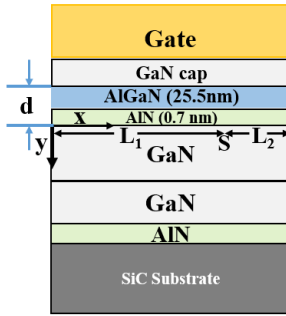 Gate
GaN cap
d
AlGaN (25.5nm)
x
AlN (0.7 nm)
y
L₁
S
L₂
GaN
GaN
AlN
SiC Substrate